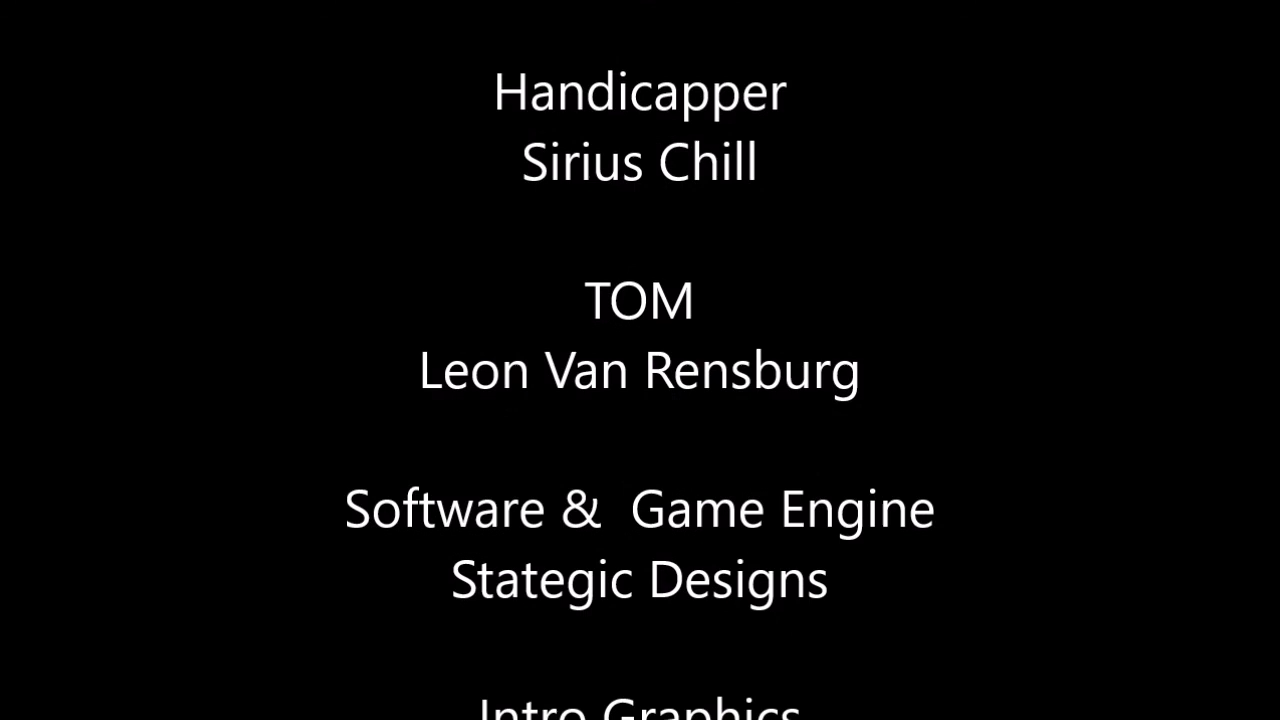 Handicapper
Sirius Chill
TOM
Leon Van Rensburg
Software &  Game Engine
Stategic Designs
Intro Graphics